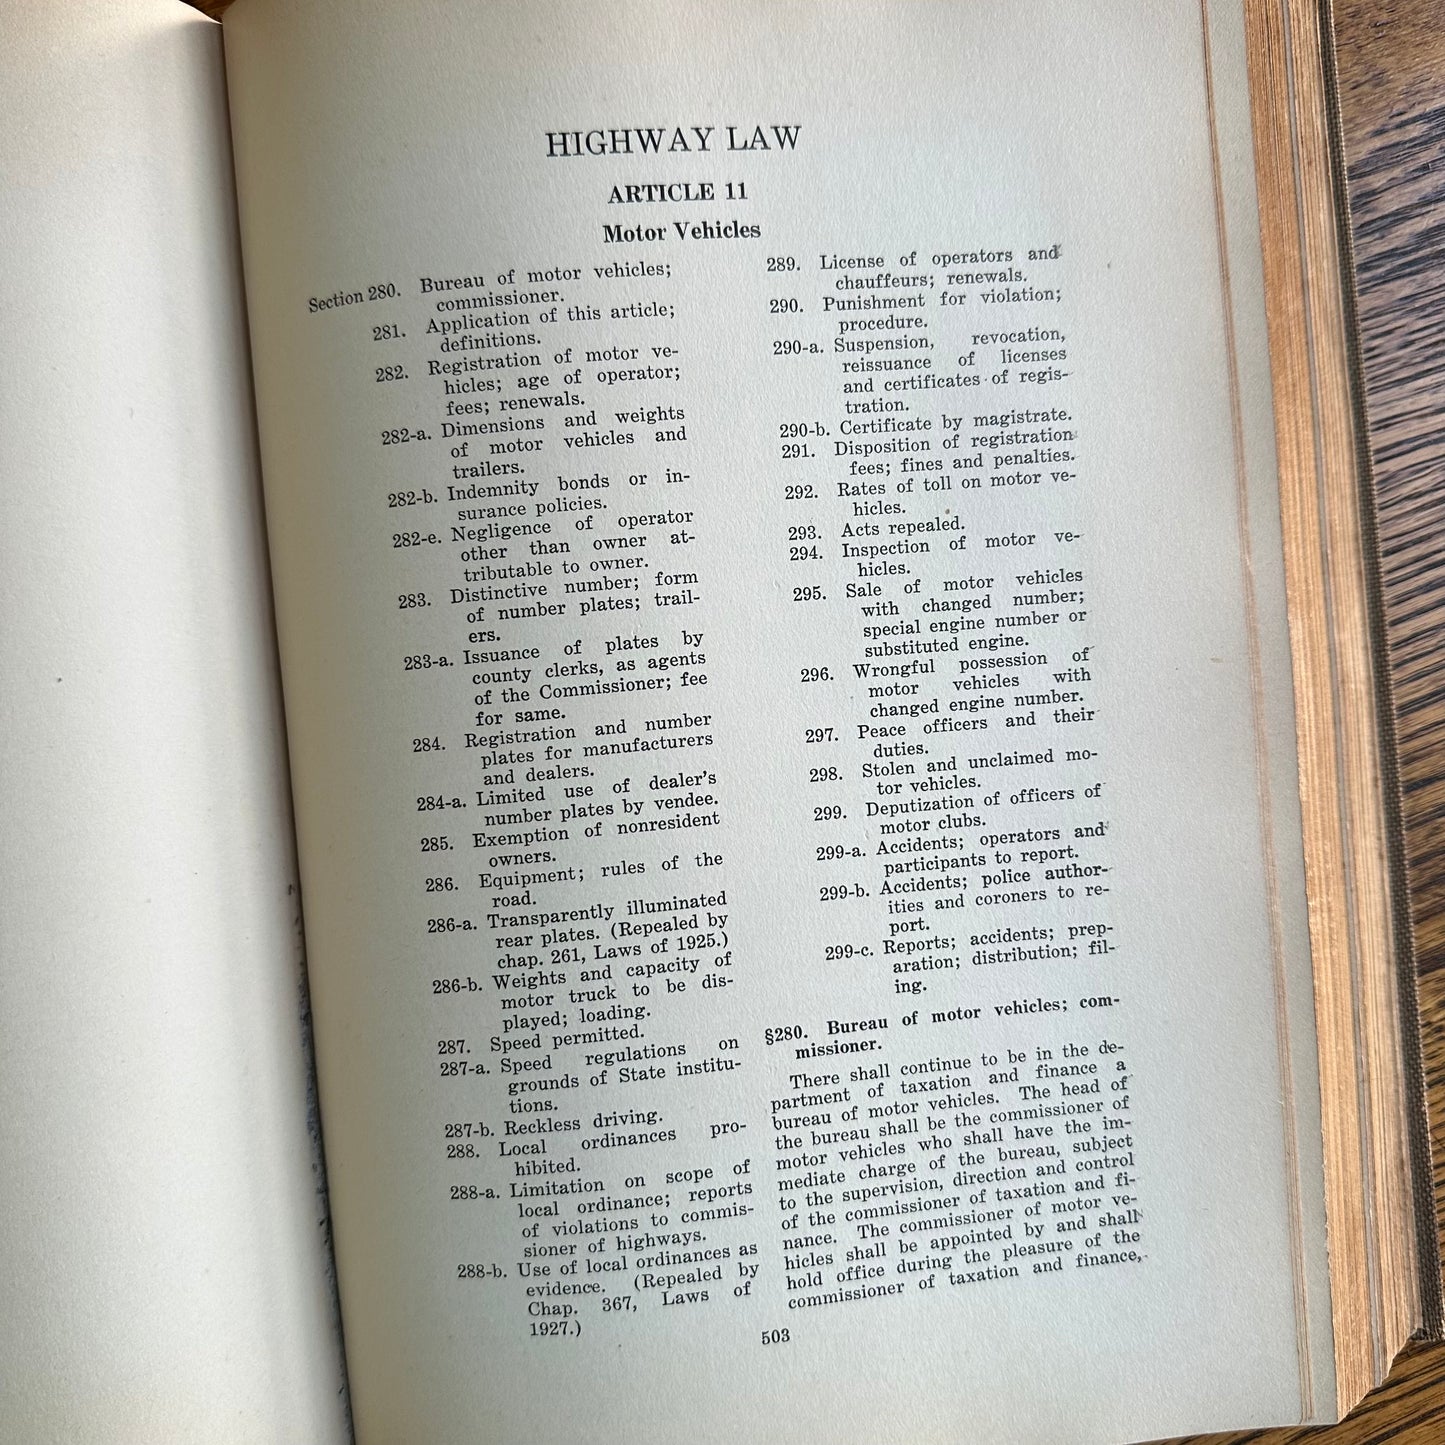 HIGHWAY LAW
ARTICLE 11
Motor Vehicles
Section 280. Bureau of motor vehicles;
commissioner.
281. Application of this article;
definitions.
282. Registration of motor ve-
hicles; age of operator;
fees; renewals.
282-a. Dimensions and weights
of motor vehicles and
trailers.
282-b. Indemnity bonds or in-
surance policies.
282-e. Negligence of operator
other than owner at-
tributable to owner.
283. Distinctive number; form
of number plates; trail-
ers.
283-a. Issuance of plates by
county clerks, as agents
of the Commissioner; fee
for same.
284. Registration and number
plates for manufacturers
and dealers.
284-a. Limited use of dealer's
number plates by vendee.
285. Exemption of nonresident
owners.
286. Equipment; rules of the
road.
286-a. Transparently illuminated
rear plates. (Repealed by
chap. 261, Laws of 1925.)
286-b. Weights and capacity of
motor truck to be dis-
played; loading.
287. Speed permitted.
287-a. Speed regulations on
grounds of State institu-
tions.
287-b. Reckless driving.
288. Local ordinances pro-
hibited.
288-a. Limitation on scope of
local ordinance; reports
of violations to commis-
sioner of highways.
288-b. Use of local ordinances as
evidence. (Repealed by
Chap. 367, Laws of
1927.)
289. License of operators and
chauffeurs; renewals.
290. Punishment for violation;
procedure.
290-a. Suspension, revocation,
reissuance of licenses
and certificates of regis-
tration.
290-b. Certificate by magistrate.
291. Disposition of registration
fees; fines and penalties.
292. Rates of toll on motor ve-
hicles.
293. Acts repealed.
294. Inspection of motor ve-
hicles.
295. Sale of motor vehicles
with changed number;
special engine number or
substituted engine.
296. Wrongful possession of
motor vehicles with
changed engine number.
297. Peace officers and their
duties.
298. Stolen and unclaimed mo-
tor vehicles.
299. Deputization of officers of
motor clubs.
299-a. Accidents; operators and
participants to report.
299-b. Accidents; police author-
ities and coroners to re-
port.
299-c. Reports; accidents; prep-
aration; distribution; fil-
ing.
§280. Bureau of motor vehicles; com-
missioner.
There shall continue to be in the de-
partment of taxation and finance a
bureau of motor vehicles. The head of
the bureau shall be the commissioner of
motor vehicles who shall have the im-
mediate charge of the bureau, subject
to the supervision, direction and control
of the commissioner of taxation and fi-
nance. The commissioner of motor ve-
hicles shall be appointed by and shall
hold office during the pleasure of the
commissioner of taxation and finance,
503